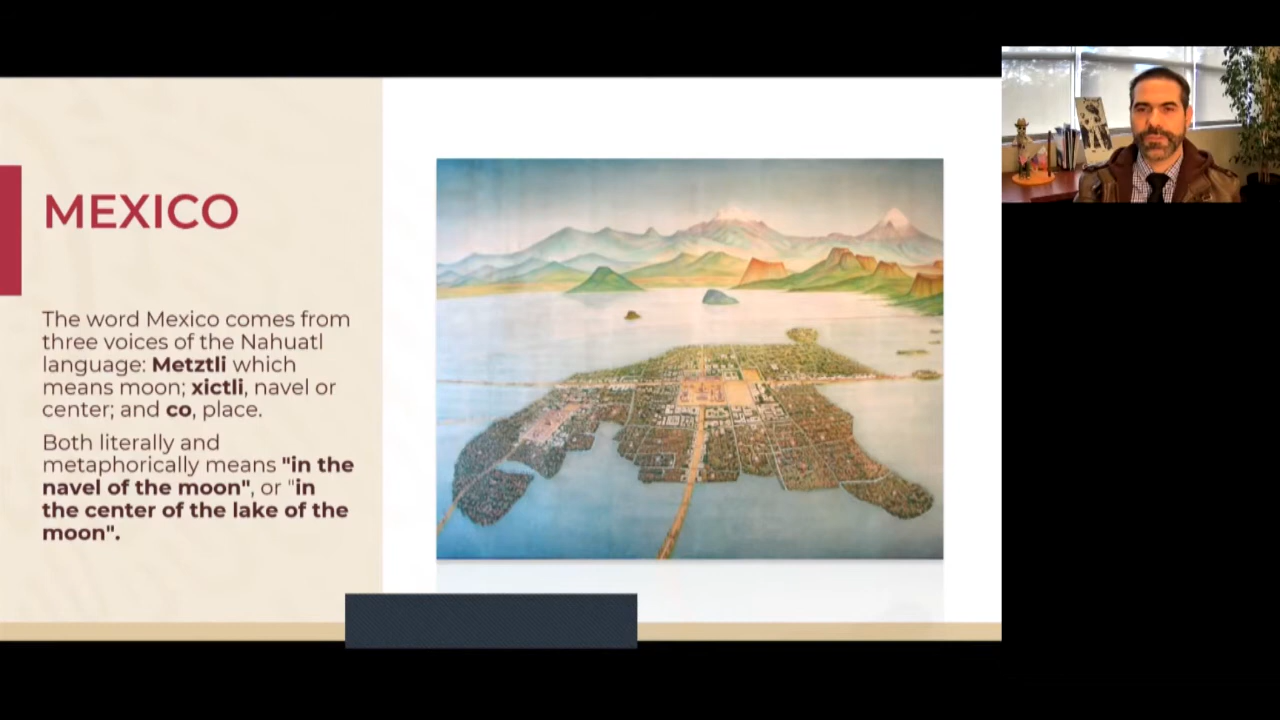 MEXICO
The word Mexico comes from
three voices of the Nahuatl
language: Metztli which
means moon; xictli, navel or
center; and co, place.
Both literally and
metaphorically means "in the
navel of the moon", or "in
the center of the lake of the
moon".